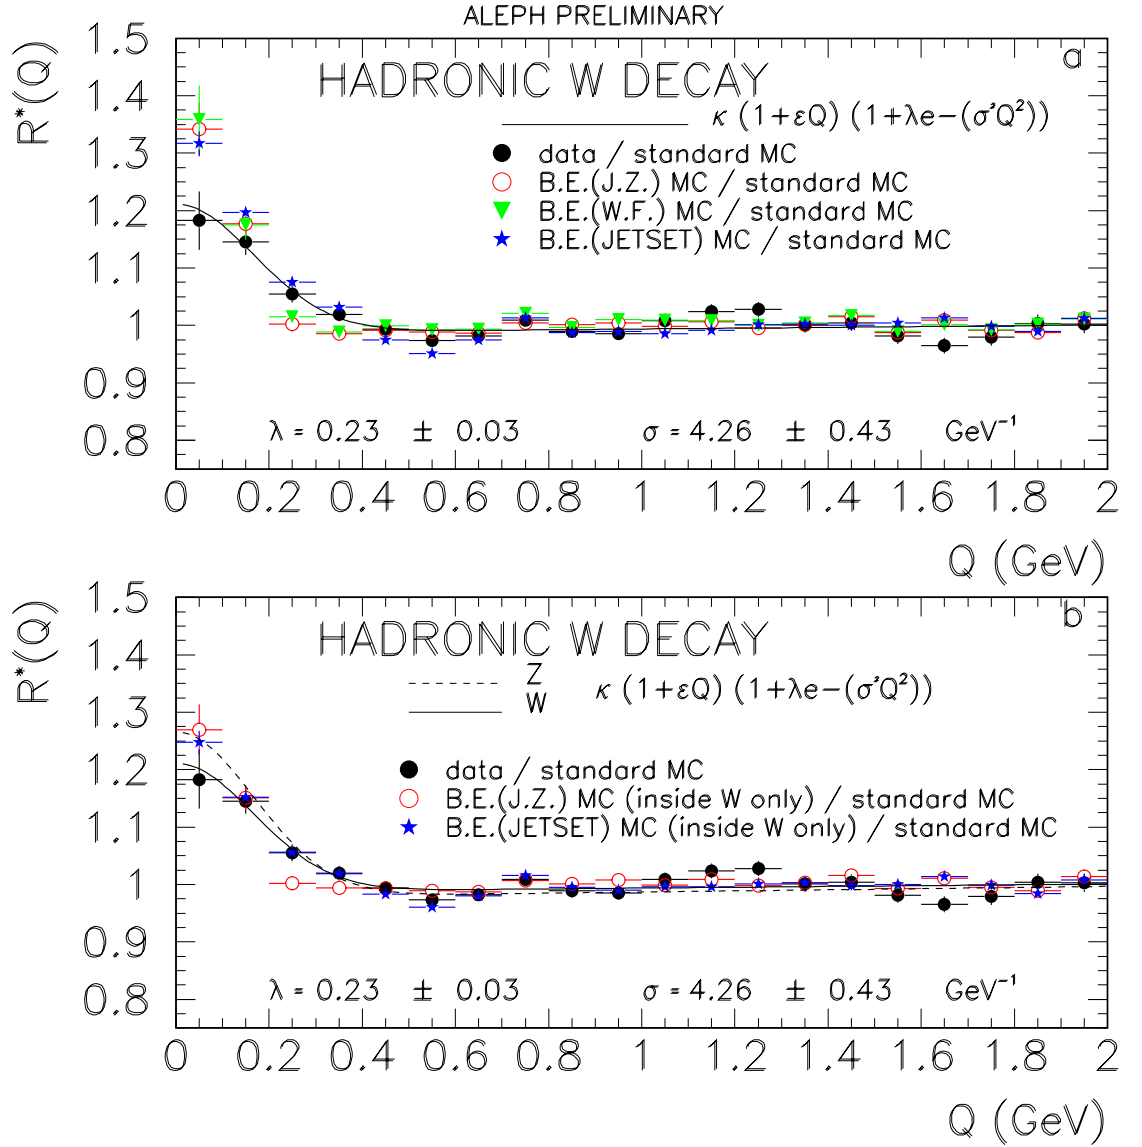 ALEPH PRELIMINARY
a
HADRONIC W DECAY
κ (1+εQ) (1+λe-(σ²Q²))
data / standard MC
B.E.(J.Z.) MC / standard MC
B.E.(W.F.) MC / standard MC
B.E.(JETSET) MC / standard MC
R*(Q)
1.5
1.4
1.3
1.2
1.1
1
0.9
0.8
λ = 0.23 ± 0.03 σ = 4.26 ± 0.43 GeV⁻¹
0 0.2 0.4 0.6 0.8 1 1.2 1.4 1.6 1.8 2
Q (GeV)
b
HADRONIC W DECAY
Z
W κ (1+εQ) (1+λe-(σ²Q²))
data / standard MC
B.E.(J.Z.) MC (inside W only) / standard MC
B.E.(JETSET) MC (inside W only) / standard MC
R*(Q)
1.5
1.4
1.3
1.2
1.1
1
0.9
0.8
λ = 0.23 ± 0.03 σ = 4.26 ± 0.43 GeV⁻¹
0 0.2 0.4 0.6 0.8 1 1.2 1.4 1.6 1.8 2
Q (GeV)